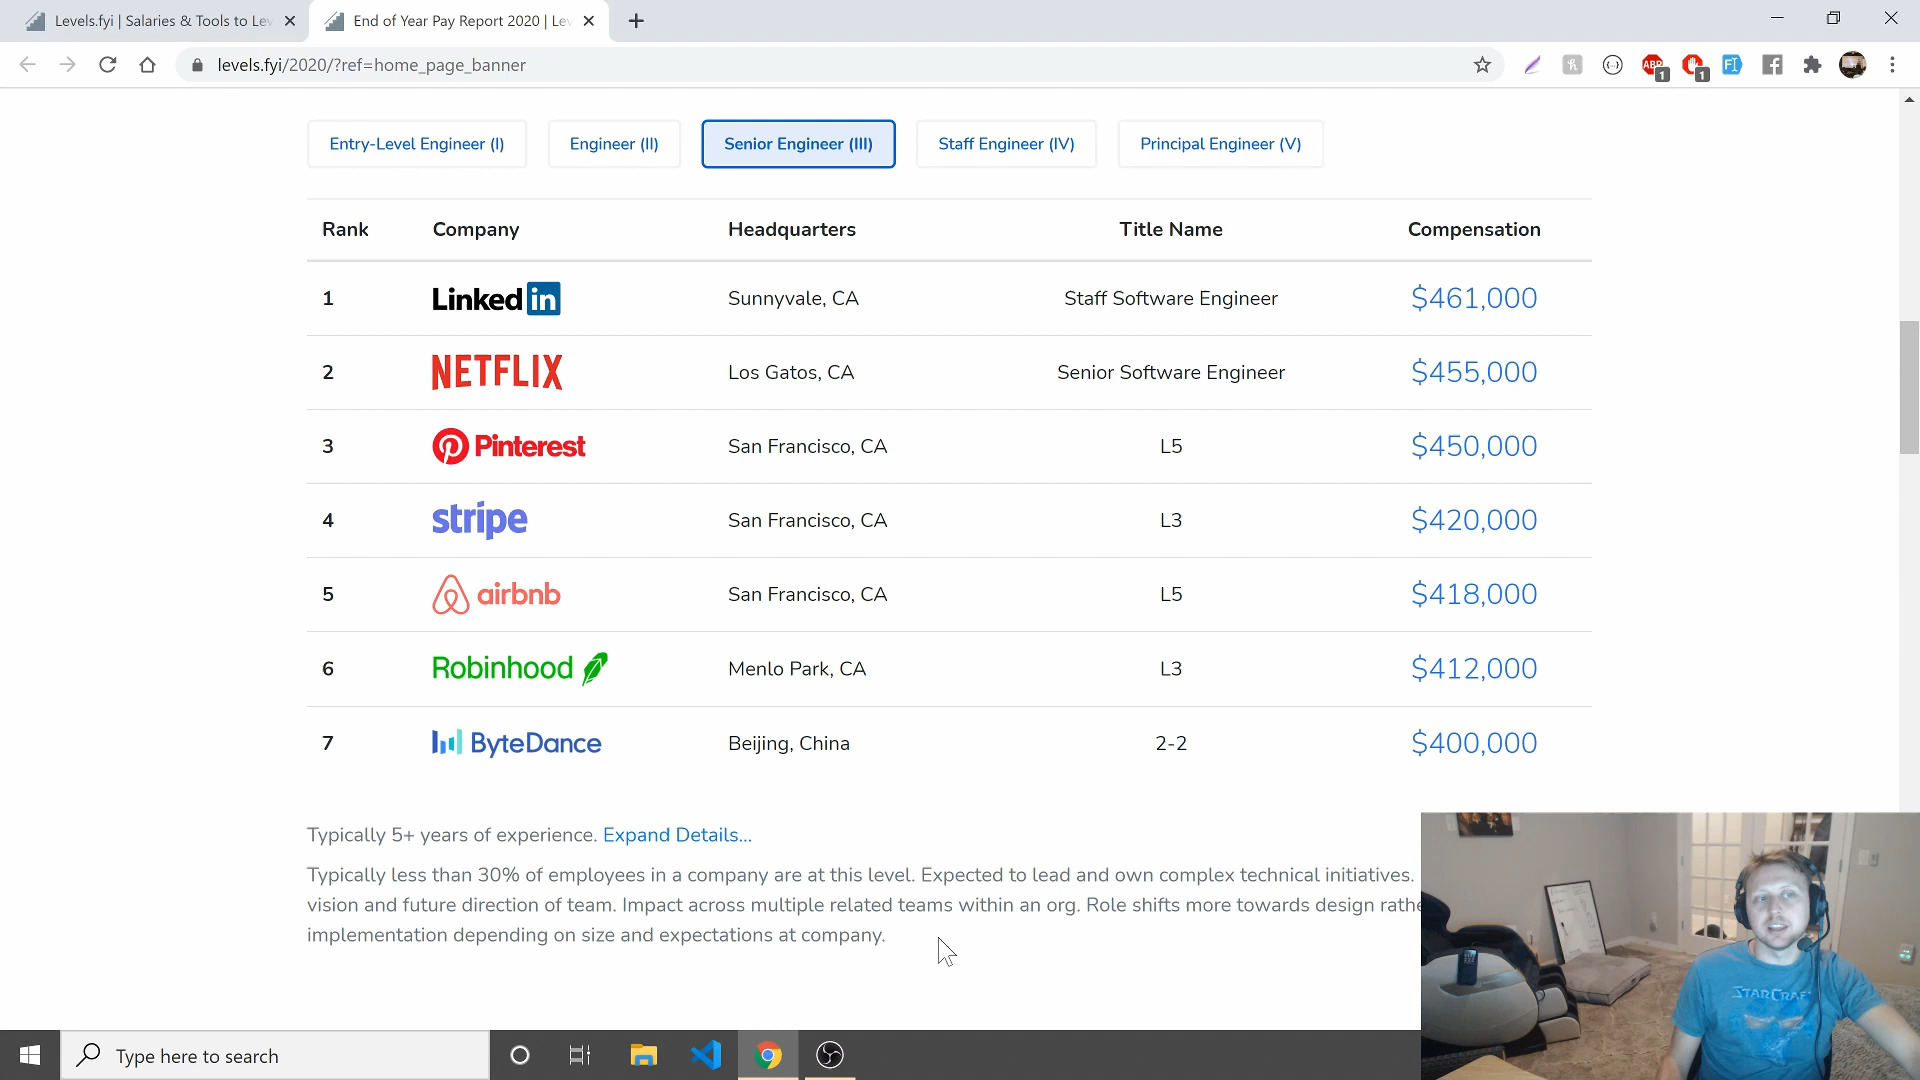 Levels.fyi | Salaries & Tools to Lev
End of Year Pay Report 2020 | Lev
levels.fyi/2020/?ref=home_page_banner
ABP
1
1
Entry-Level Engineer (I)
Engineer (II)
Senior Engineer (III)
Staff Engineer (IV)
Principal Engineer (V)
Rank Company Headquarters Title Name Compensation
1 Linkedin Sunnyvale, CA Staff Software Engineer $461,000
2 NETFLIX Los Gatos, CA Senior Software Engineer $455,000
3 Pinterest San Francisco, CA L5 $450,000
4 stripe San Francisco, CA L3 $420,000
5 airbnb San Francisco, CA L5 $418,000
6 Robinhood Menlo Park, CA L3 $412,000
7 ByteDance Beijing, China 2-2 $400,000
Typically 5+ years of experience. Expand Details...
Typically less than 30% of employees in a company are at this level. Expected to lead and own complex technical initiatives.
vision and future direction of team. Impact across multiple related teams within an org. Role shifts more towards design rathe
implementation depending on size and expectations at company.
STARCRAFT
Type here to search